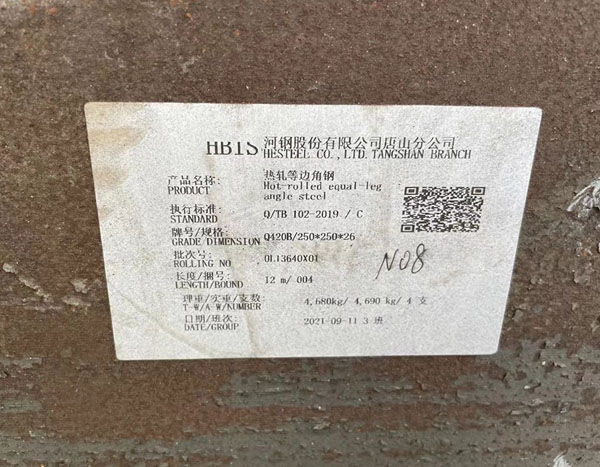 HBIS 河钢股份有限公司唐山分公司
HESTEEL CO.,LTD. TANGSHAN BRANCH
产品名称: 热轧等边角钢
PRODUCT Hot-rolled equal-leg
angle steel
执行标准:
STANDARD Q/TB 102-2019 / C
牌号/规格:
GRADE/DIMENSION Q420B/250*250*26
批次号:
ROLLING NO. 0L13640X01
长度/捆号:
LENGTH/BOUND 12 m/ 004
N08
理重/实重/支数:
T-W/A-W/NUMBER 4,680kg/ 4,690 kg/ 4 支
日期/班次:
DATE/GROUP 2021-09-11 3 班